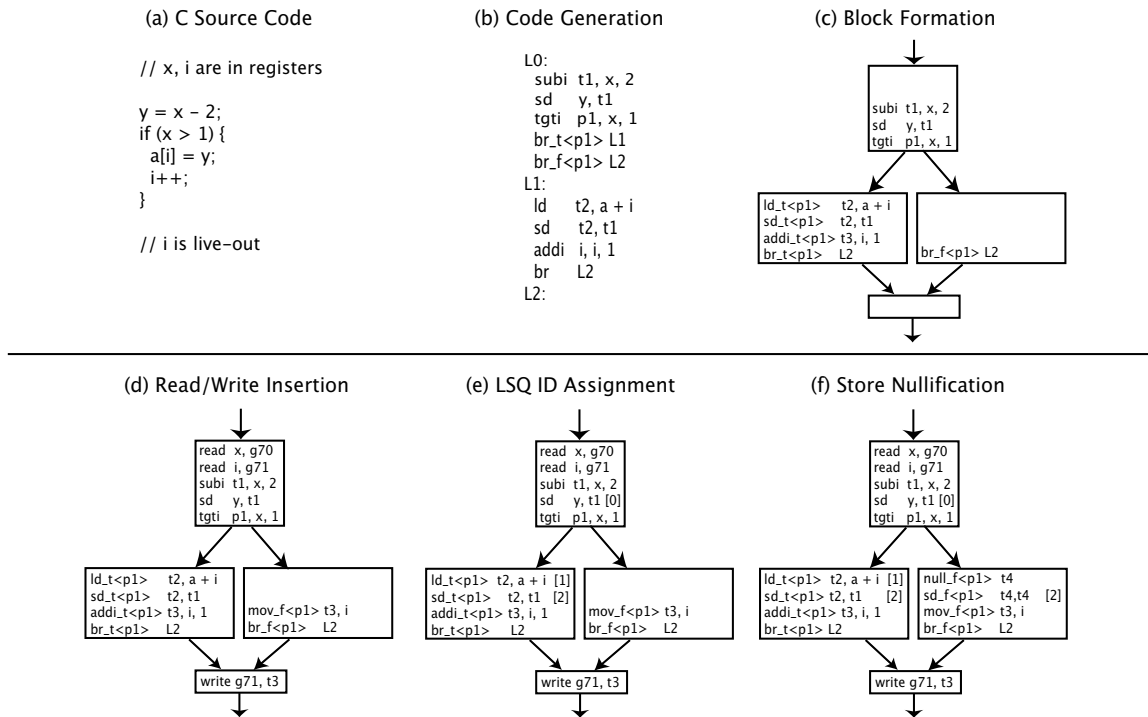 (a) C Source Code
// x, i are in registers
y = x – 2;
if (x > 1) {
a[i] = y;
i++;
}
// i is live–out
(b) Code Generation
L0:
subi t1, x, 2
sd y, t1
tgti p1, x, 1
br_t<p1> L1
br_f<p1> L2
L1:
ld t2, a + i
sd t2, t1
addi i, i, 1
br L2
L2:
(c) Block Formation
subi t1, x, 2
sd y, t1
tgti p1, x, 1
ld_t<p1> t2, a + i
sd_t<p1> t2, t1
addi_t<p1> t3, i, 1
br_t<p1> L2
br_f<p1> L2
(d) Read/Write Insertion
read x, g70
read i, g71
subi t1, x, 2
sd y, t1
tgti p1, x, 1
ld_t<p1> t2, a + i
sd_t<p1> t2, t1
addi_t<p1> t3, i, 1
br_t<p1> L2
mov_f<p1> t3, i
br_f<p1> L2
write g71, t3
(e) LSQ ID Assignment
read x, g70
read i, g71
subi t1, x, 2
sd y, t1 [0]
tgti p1, x, 1
ld_t<p1> t2, a + i [1]
sd_t<p1> t2, t1 [2]
addi_t<p1> t3, i, 1
br_t<p1> L2
mov_f<p1> t3, i
br_f<p1> L2
write g71, t3
(f) Store Nullification
read x, g70
read i, g71
subi t1, x, 2
sd y, t1 [0]
tgti p1, x, 1
ld_t<p1> t2, a + i [1]
sd_t<p1> t2, t1 [2]
addi_t<p1> t3, i, 1
br_t<p1> L2
null_f<p1> t4
sd_f<p1> t4,t4 [2]
mov_f<p1> t3, i
br_f<p1> L2
write g71, t3